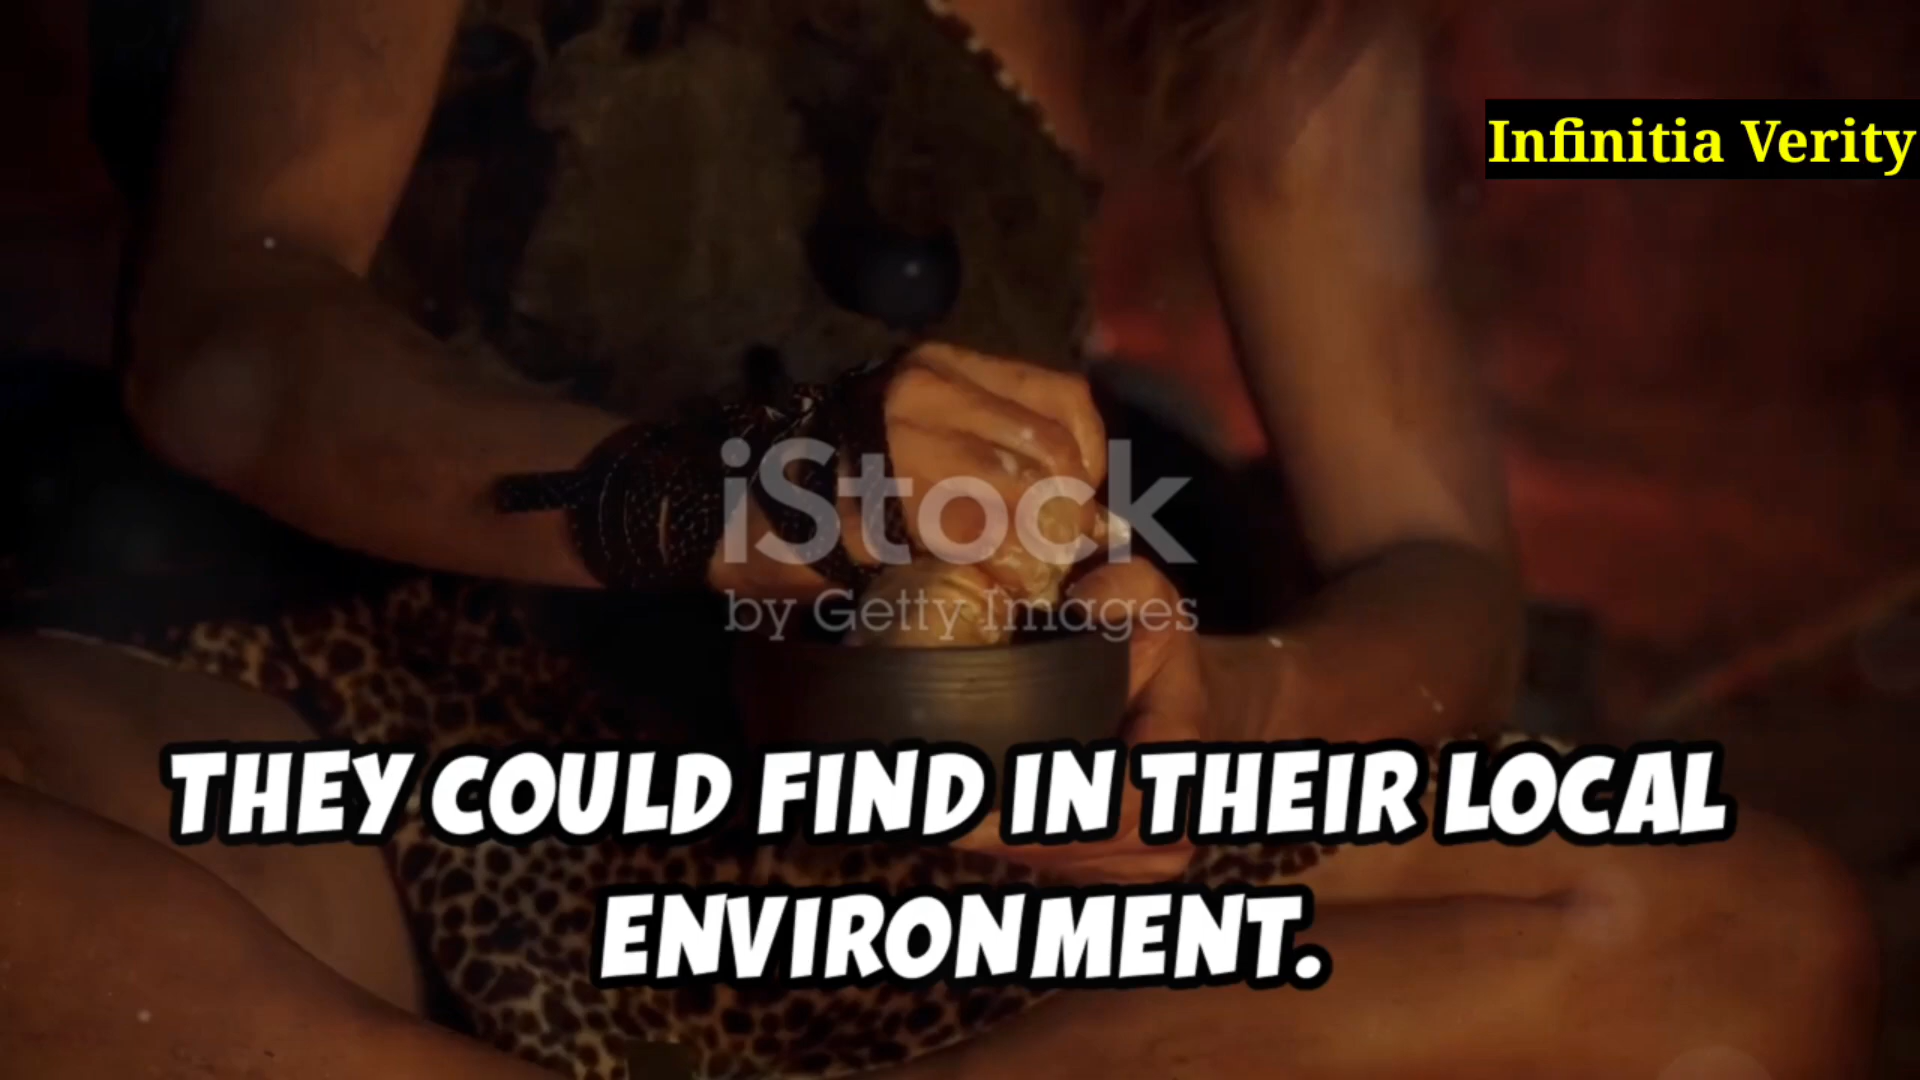 Infinitia Verity
iStock
by Getty Images
THEY COULD FIND IN THEIR LOCAL
ENVIRONMENT.